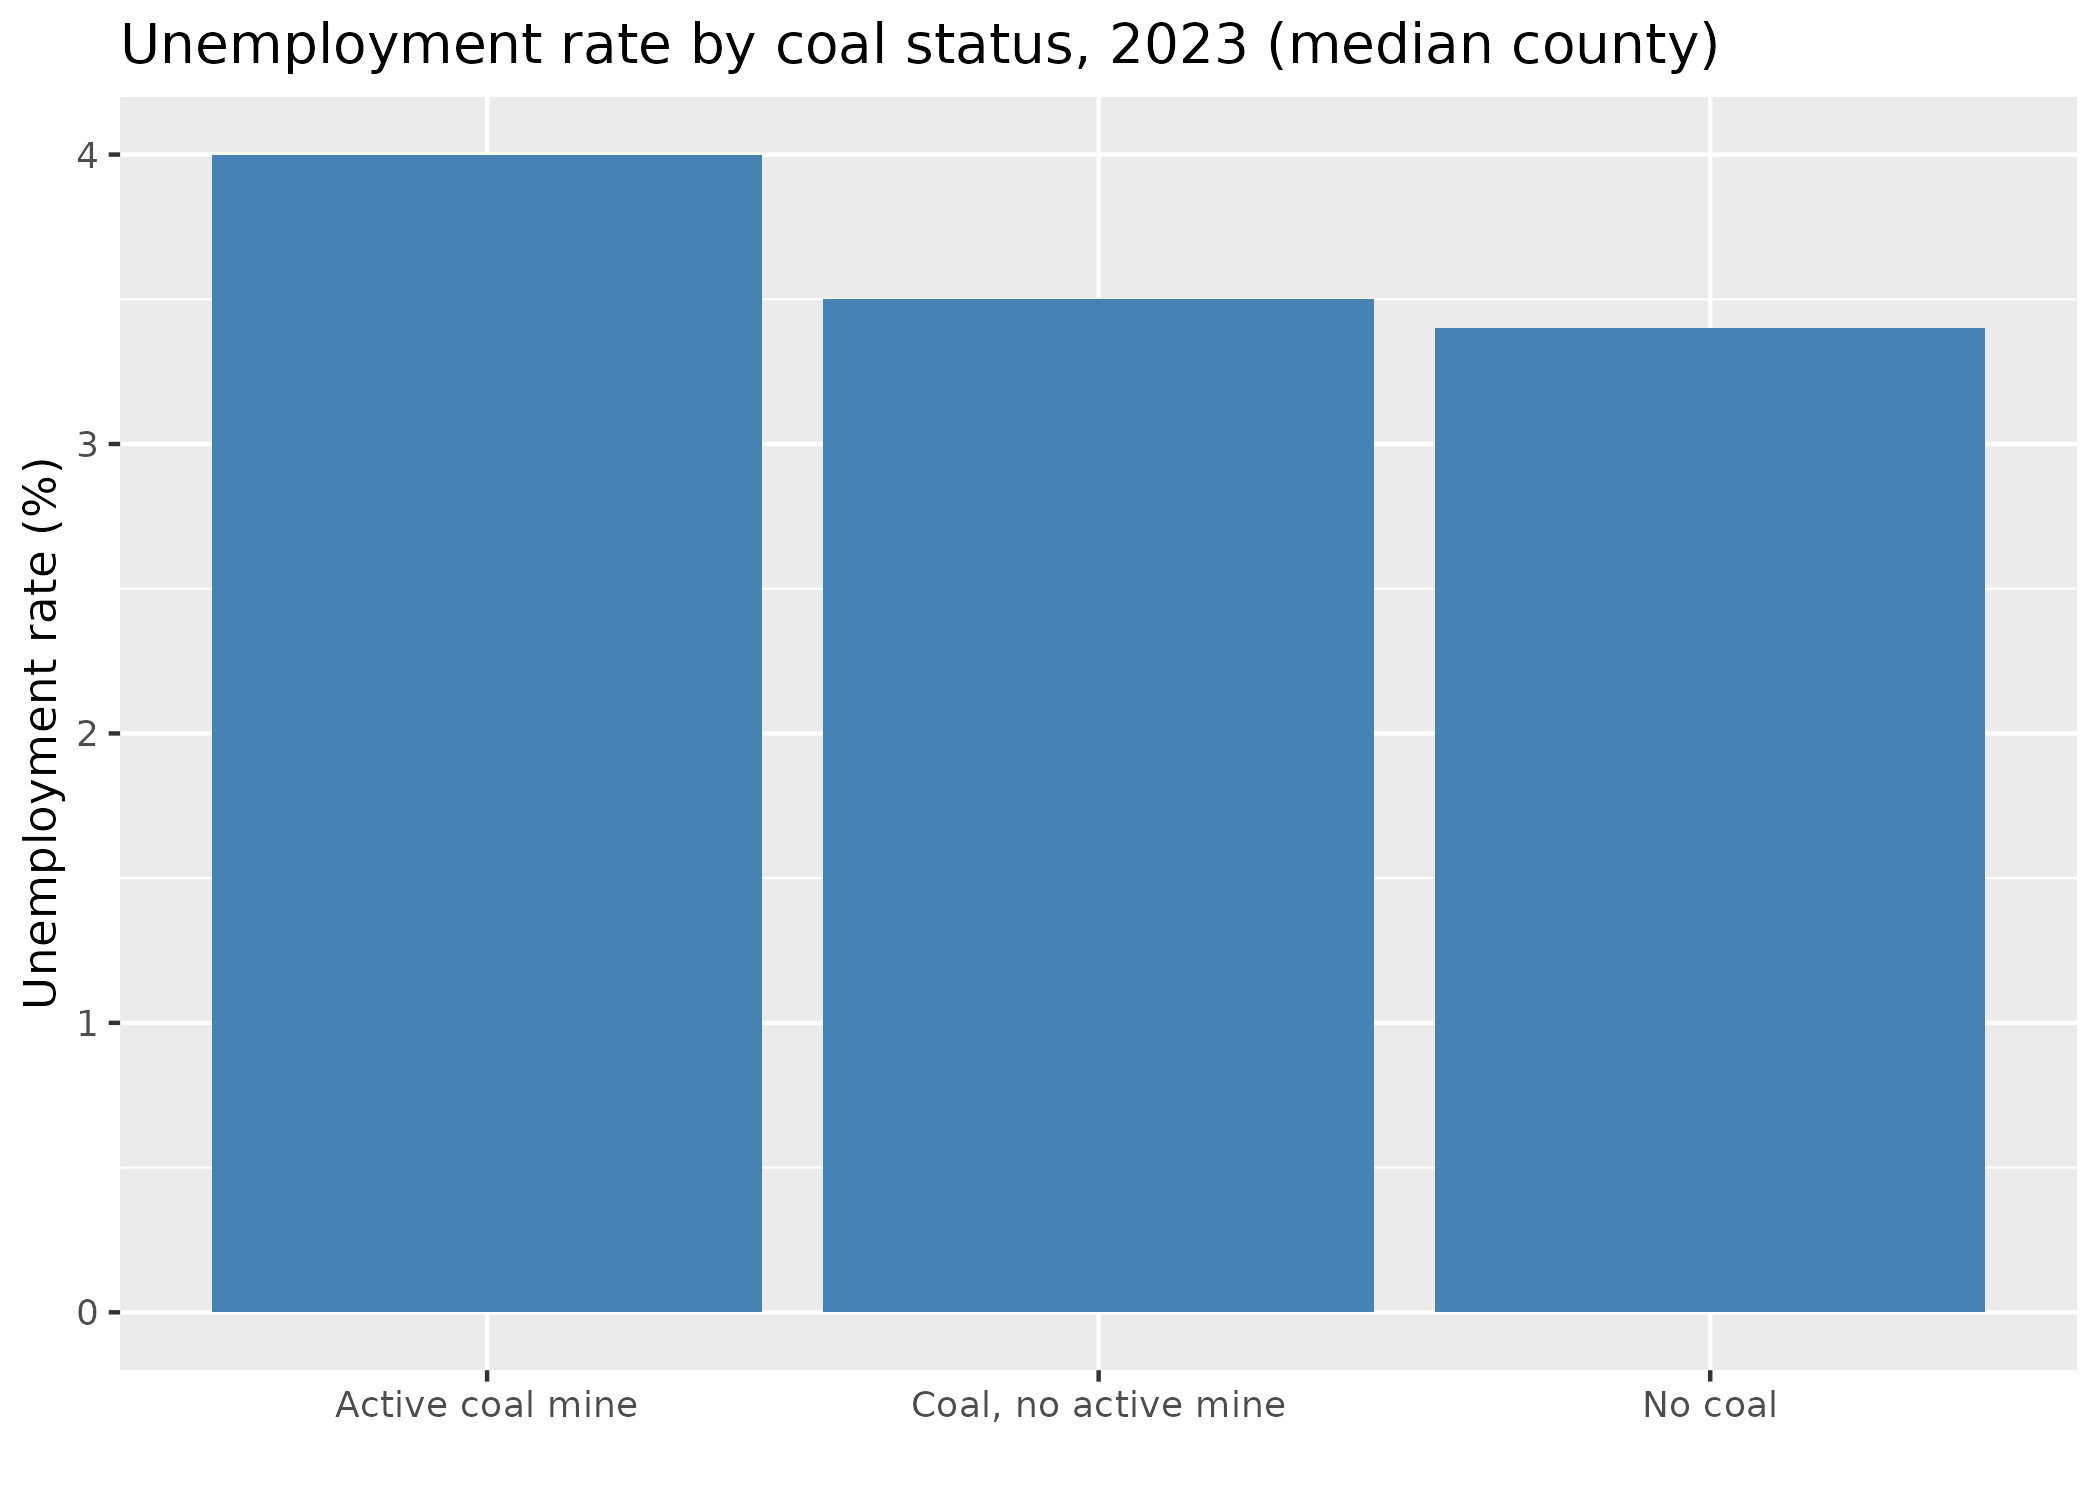 Unemployment rate by coal status, 2023 (median county)
Unemployment rate (%)
4
3
2
1
0
Active coal mine
Coal, no active mine
No coal